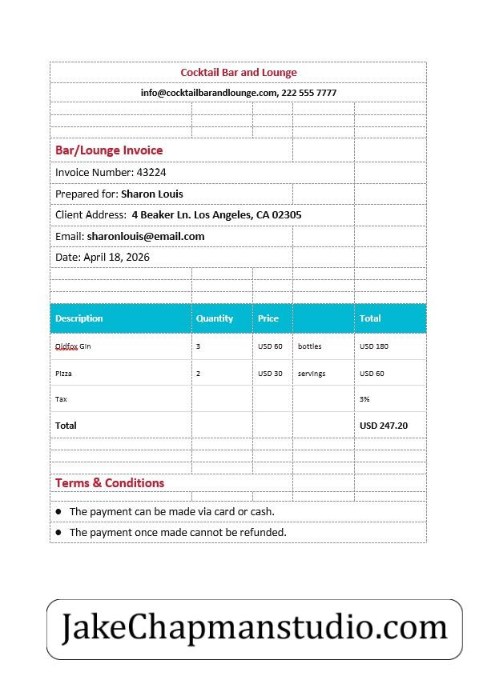 Cocktail Bar and Lounge
info@cocktailbarandlounge.com, 222 555 7777
Bar/Lounge Invoice
Invoice Number: 43224
Prepared for: Sharon Louis
Client Address: 4 Beaker Ln. Los Angeles, CA 02305
Email: sharonlouis@email.com
Date: April 18, 2026
Description Quantity Price Total
Didfox Gin 3 USD 60 bottles USD 180
Pizza 2 USD 30 servings USD 60
Tax 3%
Total USD 247.20
Terms & Conditions
• The payment can be made via card or cash.
• The payment once made cannot be refunded.
JakeChapmanstudio.com